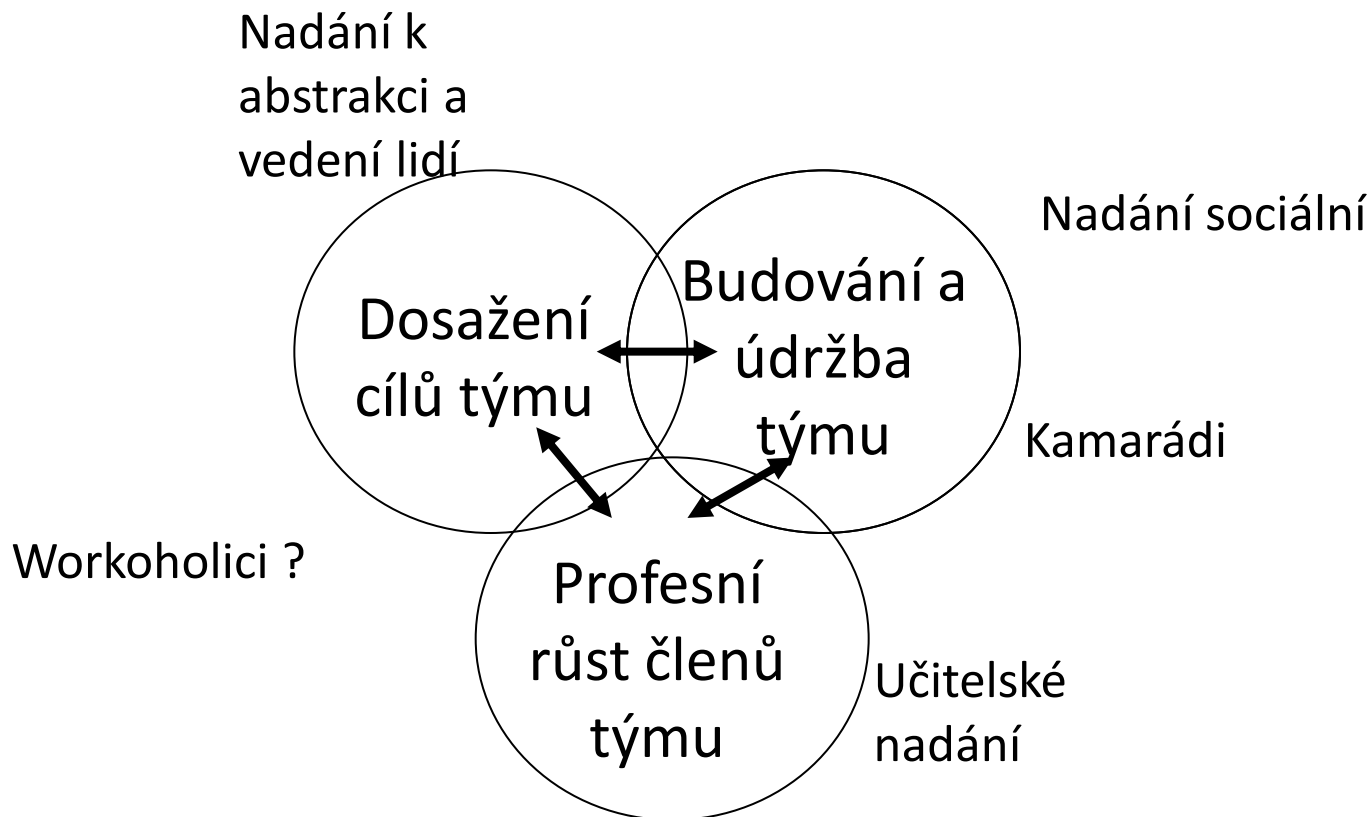 Nadání k
abstrakci a
vedení lidí
Nadání sociální
Budování a
údržba
týmu
Dosažení
cílů týmu
Kamarádi
Workoholici ?
Profesní
růst členů
týmu
Učitelské
nadání